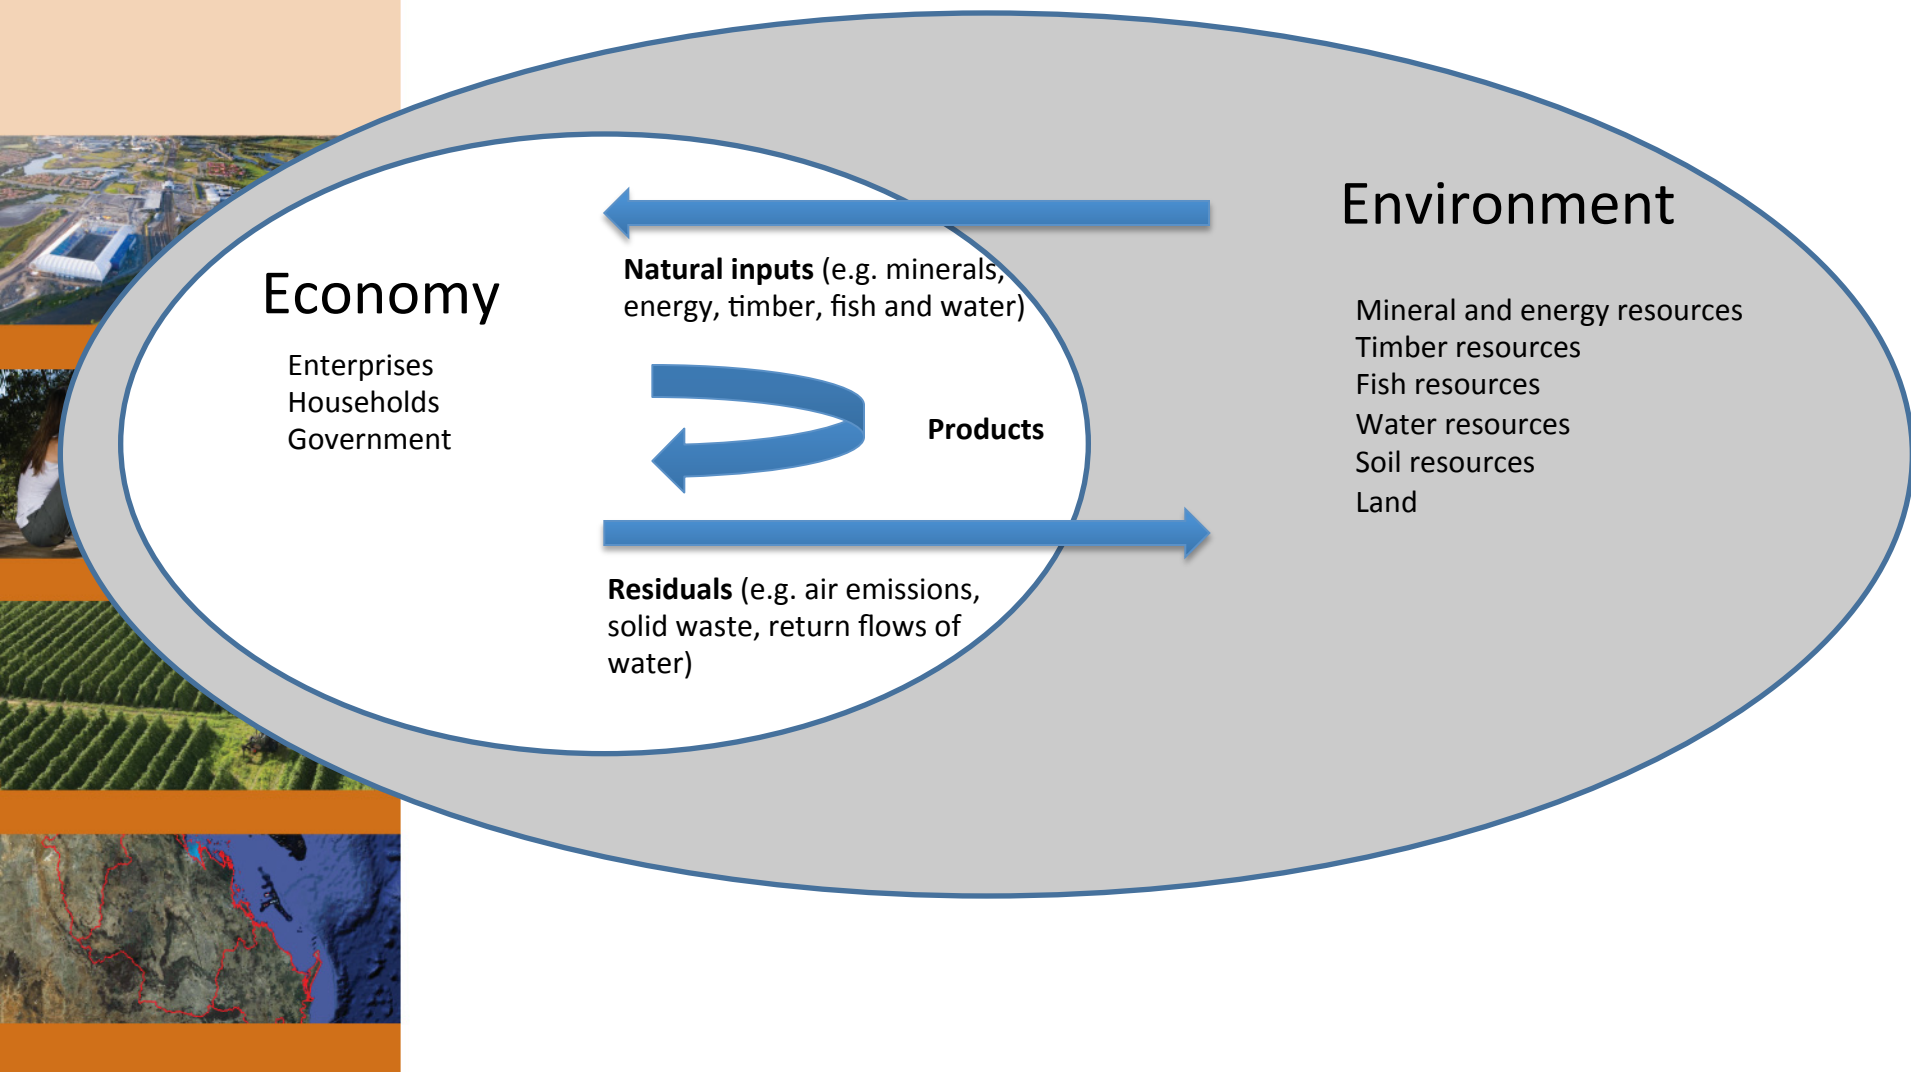 Environment
Economy
Natural inputs (e.g. minerals,
energy, timber, fish and water)
Enterprises
Households
Government
Products
Mineral and energy resources
Timber resources
Fish resources
Water resources
Soil resources
Land
Residuals (e.g. air emissions,
solid waste, return flows of
water)